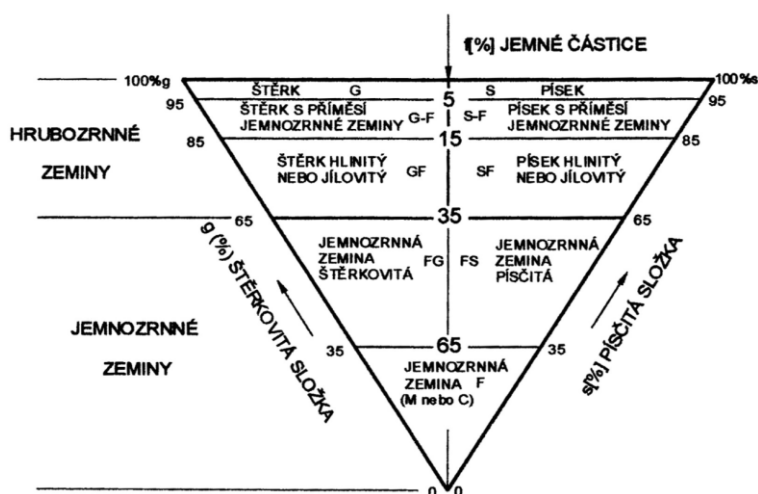 f[%] JEMNÉ ČÁSTICE
100%g
100%s
ŠTĚRK G S PÍSEK
95 5 95
ŠTĚRK S PŘÍMĚSÍ
JEMNOZRNNÉ ZEMINY
G-F S-F
PÍSEK S PŘÍMĚSÍ
JEMNOZRNNÉ ZEMINY
85 15 85
HRUBOZRNNÉ
ZEMINY
ŠTĚRK HLINITÝ
NEBO JÍLOVITÝ
GF SF
PÍSEK HLINITÝ
NEBO JÍLOVITÝ
65 35 65
g (%) ŠTĚRKOVITÁ SLOŽKA
JEMNOZRNNÁ
ZEMINA
ŠTĚRKOVITÁ
FG FS
JEMNOZRNNÁ
ZEMINA
PÍSČITÁ
s[%] PÍSČITÁ SLOŽKA
JEMNOZRNNÉ
ZEMINY
35 65 35
JEMNOZRNNÁ
ZEMINA F
(M nebo C)
0 0